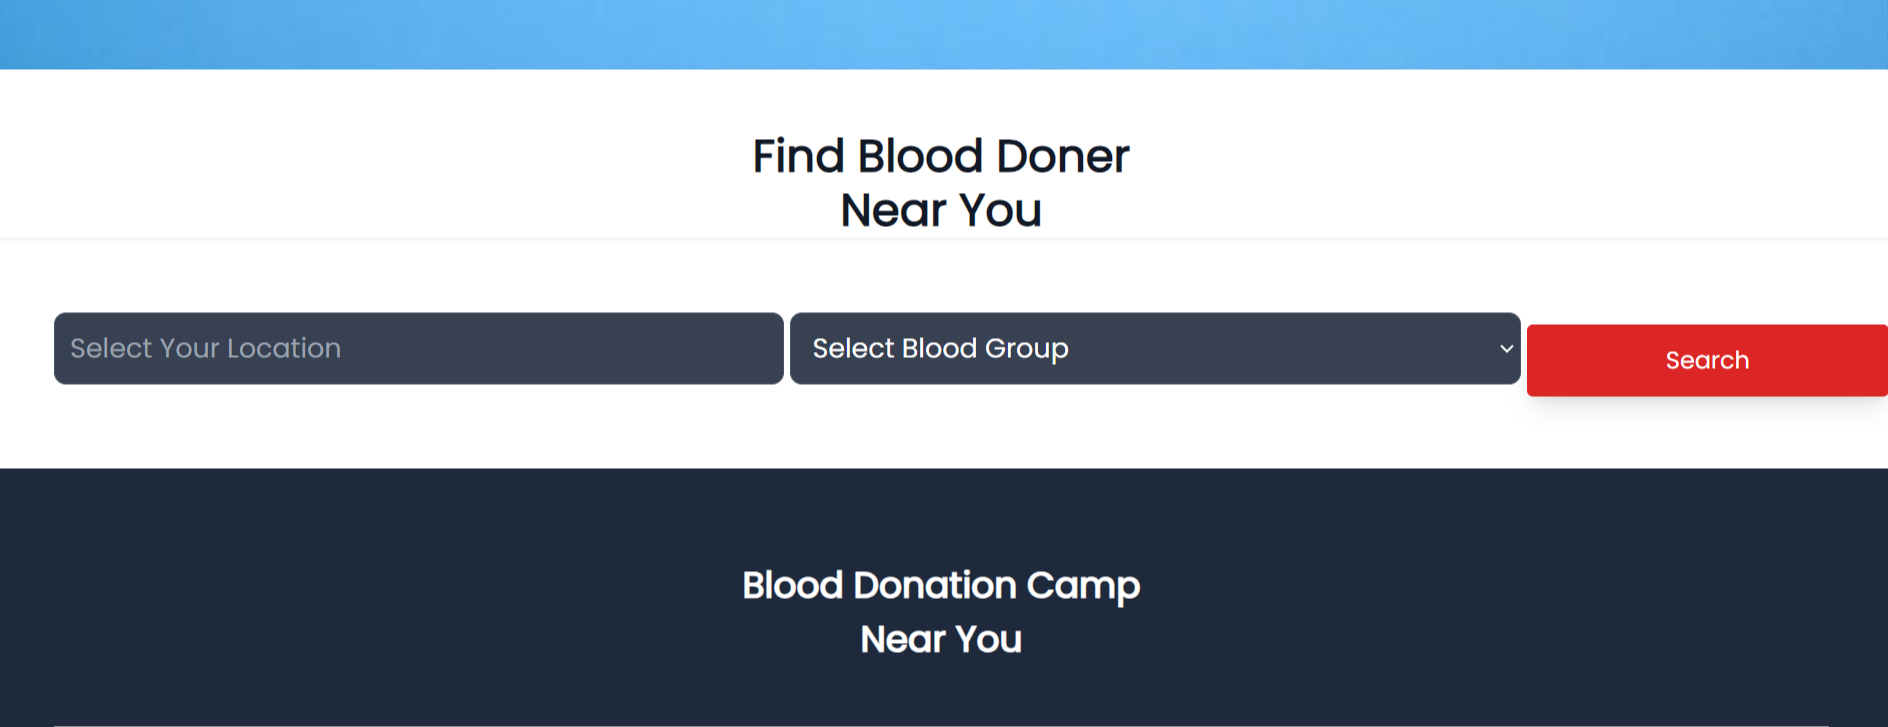 Find Blood Doner
Near You
Select Your Location
Select Blood Group
Search
Blood Donation Camp
Near You